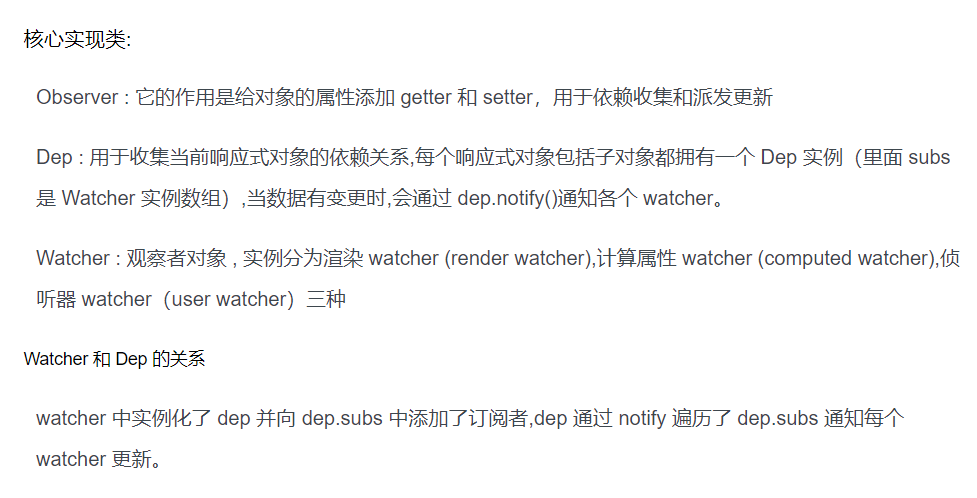 核心实现类:
Observer : 它的作用是给对象的属性添加 getter 和 setter，用于依赖收集和派发更新
Dep : 用于收集当前响应式对象的依赖关系,每个响应式对象包括子对象都拥有一个 Dep 实例（里面 subs
是 Watcher 实例数组）,当数据有变更时,会通过 dep.notify()通知各个 watcher。
Watcher : 观察者对象 , 实例分为渲染 watcher (render watcher),计算属性 watcher (computed watcher),侦
听器 watcher（user watcher）三种
Watcher 和 Dep 的关系
watcher 中实例化了 dep 并向 dep.subs 中添加了订阅者,dep 通过 notify 遍历了 dep.subs 通知每个
watcher 更新。